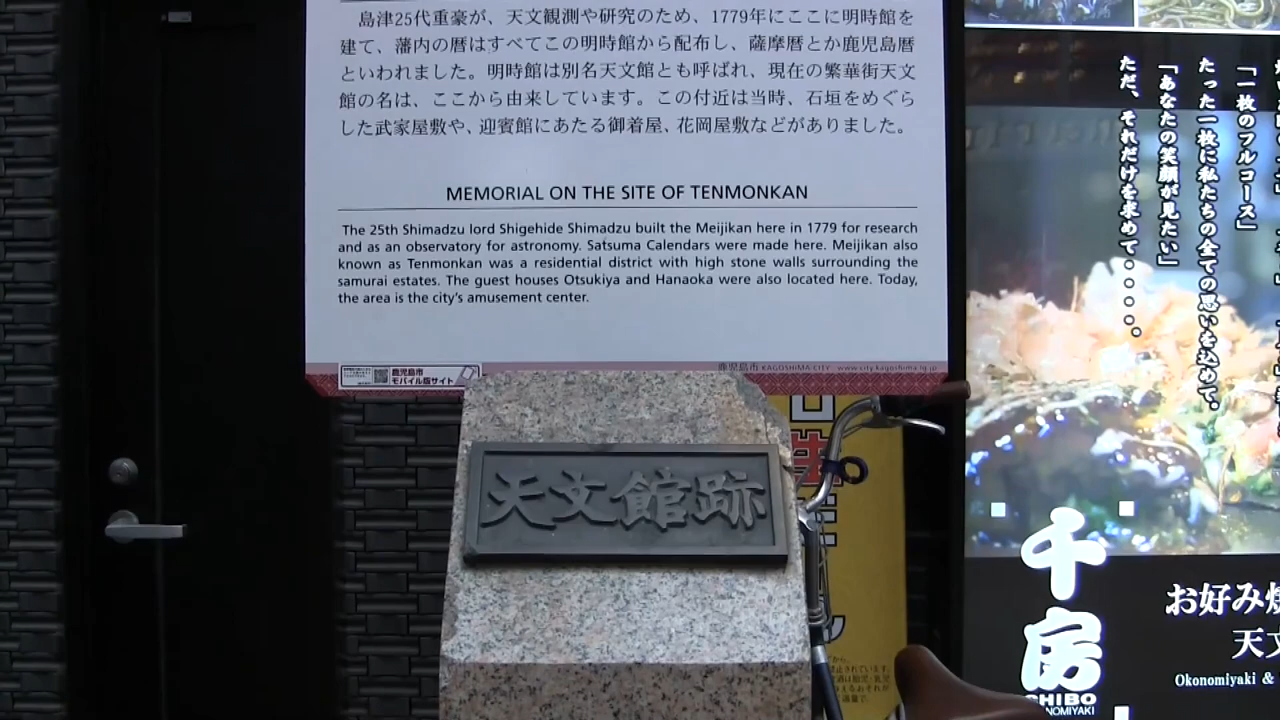 島津25代重豪が、天文観測や研究のため、1779年にここに明時館を
建て、藩内の暦はすべてこの明時館から配布し、薩摩暦とか鹿児島暦
といわれました。明時館は別名天文館とも呼ばれ、現在の繁華街天文
館の名は、ここから由来しています。この付近は当時、石垣をめぐら
した武家屋敷や、迎賓館にあたる御着屋、花岡屋敷などがありました。
MEMORIAL ON THE SITE OF TENMONKAN
The 25th Shimadzu lord Shigehide Shimadzu built the Meijikan here in 1779 for research
and as an observatory for astronomy. Satsuma Calendars were made here. Meijikan also
known as Tenmonkan was a residential district with high stone walls surrounding the
samurai estates. The guest houses Otsukiya and Hanaoka were also located here. Today,
the area is the city's amusement center.
鹿児島市
モバイル版サイト
鹿児島市 KAGOSHIMA CITY www.city.kagoshima.lg.jp
天文館跡
「一枚のフルコース」
たった一枚に私たちの全ての思いを込めて。
「あなたの笑顔が見たい」
ただ、それだけを求めて・・・・・。
千房
CHIBO
OKONOMIYAKI
お好み焼
天文
Okonomiyaki &